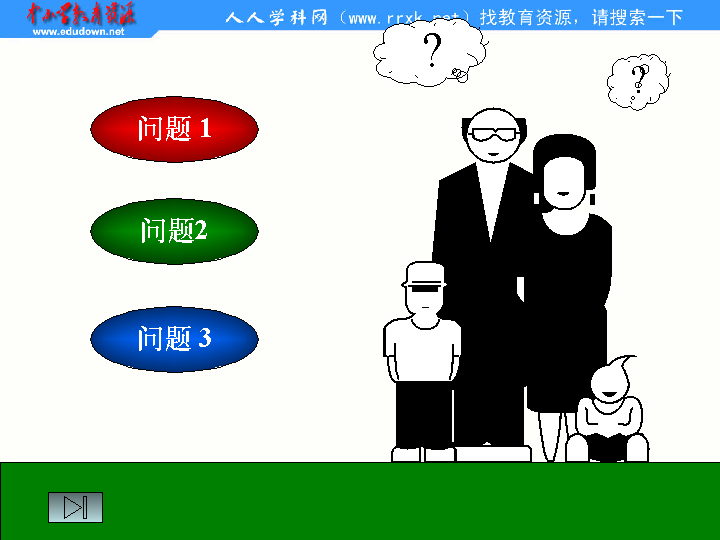 中小学教育资源
www.edudown.net
人人学科网（www.rrxk.net）找教育资源，请搜索一下
?
?
问题 1
问题2
问题 3